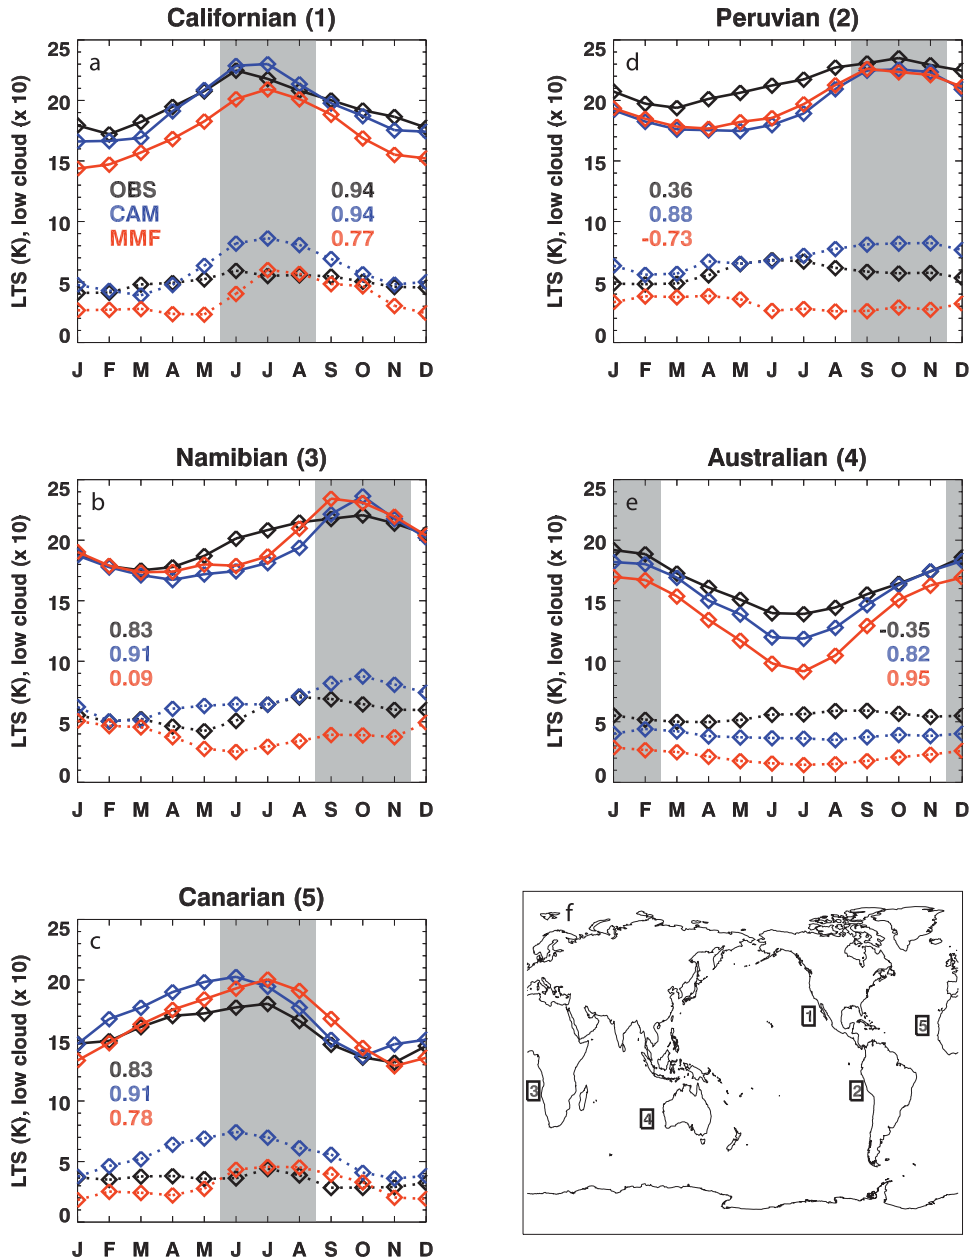 Californian (1)
a
LTS (K), low cloud (x 10)
25
20
15
10
5
0
OBS
CAM
MMF
0.94
0.94
0.77
J F M A M J J A S O N D
Peruvian (2)
d
LTS (K), low cloud (x 10)
25
20
15
10
5
0
0.36
0.88
-0.73
J F M A M J J A S O N D
Namibian (3)
b
LTS (K), low cloud (x 10)
25
20
15
10
5
0
0.83
0.91
0.09
J F M A M J J A S O N D
Australian (4)
e
LTS (K), low cloud (x 10)
25
20
15
10
5
0
-0.35
0.82
0.95
J F M A M J J A S O N D
Canarian (5)
c
LTS (K), low cloud (x 10)
25
20
15
10
5
0
0.83
0.91
0.78
J F M A M J J A S O N D
f
1
5
3
2
4